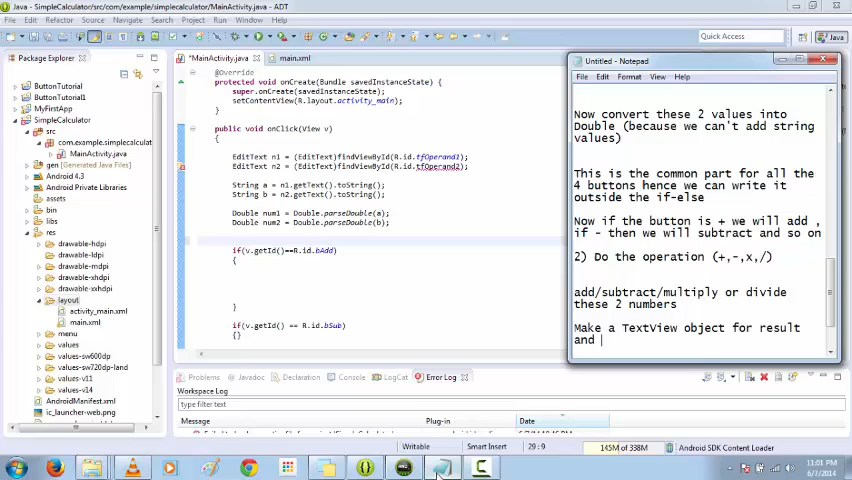 Java - SimpleCalculator/src/com/example/simplecalculator/MainActivity.java - ADT
File Edit Refactor Source Navigate Search Project Run Window Help
Quick Access
Java
Package Explorer
ButtonTutorial
ButtonTutorial1
MyFirstApp
SimpleCalculator
src
com.example.simplecalculat
MainActivity.java
gen [Generated Java Files]
Android 4.3
Android Private Libraries
assets
bin
libs
res
drawable-hdpi
drawable-ldpi
drawable-mdpi
drawable-xhdpi
drawable-xxhdpi
layout
activity_main.xml
main.xml
menu
values
values-sw600dp
values-sw720dp-land
values-v11
values-v14
AndroidManifest.xml
ic_launcher-web.png
*MainActivity.java
main.xml
@Override
protected void onCreate(Bundle savedInstanceState) {
super.onCreate(savedInstanceState);
setContentView(R.layout.activity_main);
}
public void onClick(View v)
{
EditText n1 = (EditText)findViewById(R.id.tfOperand1);
EditText n2 = (EditText)findViewById(R.id.tfOperand2);
String a = n1.getText().toString();
String b = n2.getText().toString();
Double num1 = Double.parseDouble(a);
Double num2 = Double.parseDouble(b);
if(v.getId()==R.id.bAdd)
{
}
if(v.getId() == R.id.bSub)
{}
Untitled - Notepad
File Edit Format View Help
Now convert these 2 values into
Double (because we can't add string
values)
This is the common part for all the
4 buttons hence we can write it
outside the if-else
Now if the button is + we will add ,
if - then we will subtract and so on
2) Do the operation (+,-,x,/)
add/subtract/multiply or divide
these 2 numbers
Make a TextView object for result
and
Problems Javadoc Declaration Console LogCat Error Log
Workspace Log
type filter text
Message Plug-in Date
Writable Smart Insert 29 : 9 145M of 338M Android SDK Content Loader
11:01 PM
6/7/2014